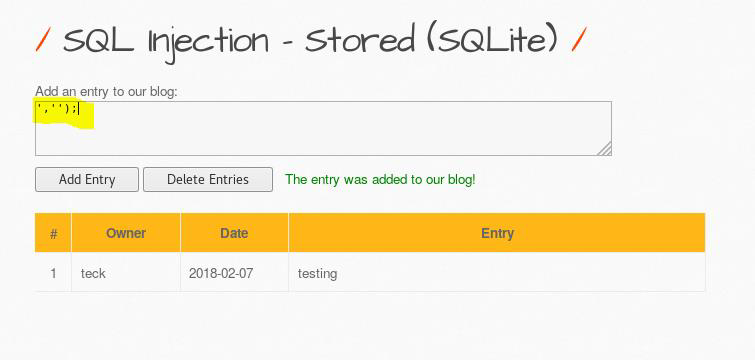 / SQL Injection - Stored (SQLite) /
Add an entry to our blog:
','');
Add Entry Delete Entries The entry was added to our blog!
# Owner Date Entry
1 teck 2018-02-07 testing